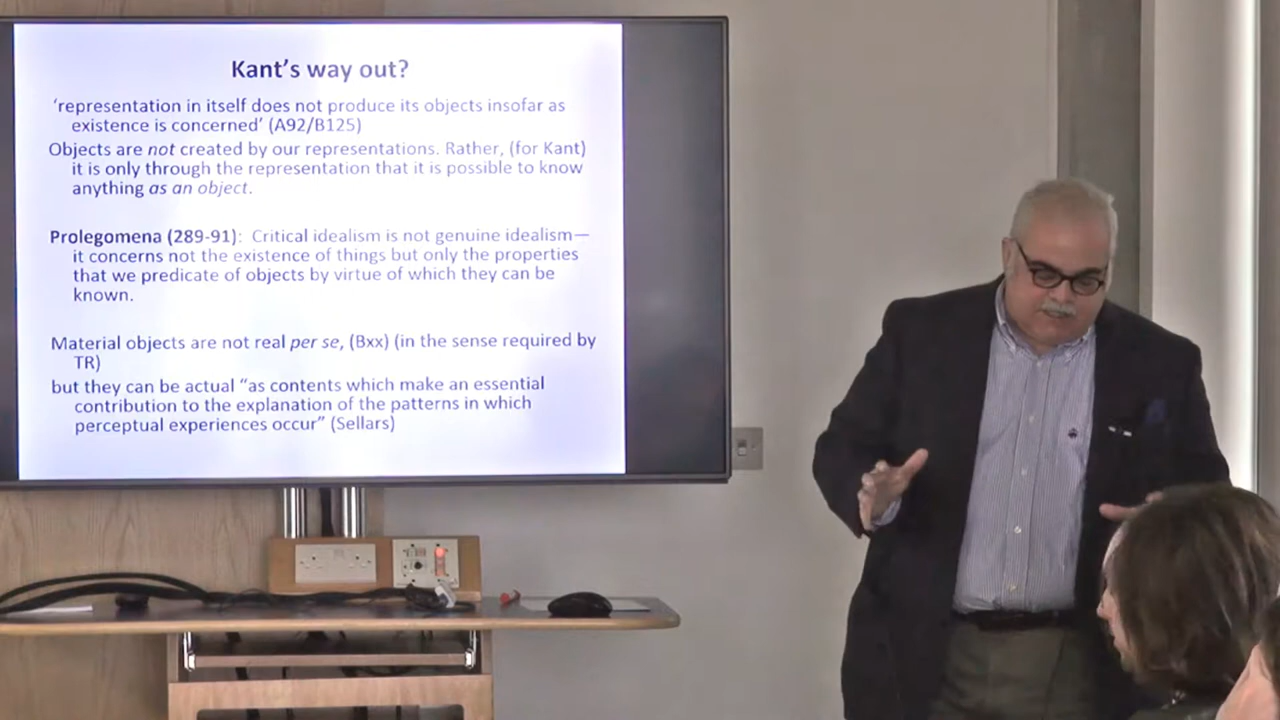 Kant’s way out?
‘representation in itself does not produce its objects insofar as
existence is concerned’ (A92/B125)
Objects are not created by our representations. Rather, (for Kant)
it is only through the representation that it is possible to know
anything as an object.
Prolegomena (289-91): Critical idealism is not genuine idealism—
it concerns not the existence of things but only the properties
that we predicate of objects by virtue of which they can be
known.
Material objects are not real per se, (Bxx) (in the sense required by
TR)
but they can be actual “as contents which make an essential
contribution to the explanation of the patterns in which
perceptual experiences occur” (Sellars)